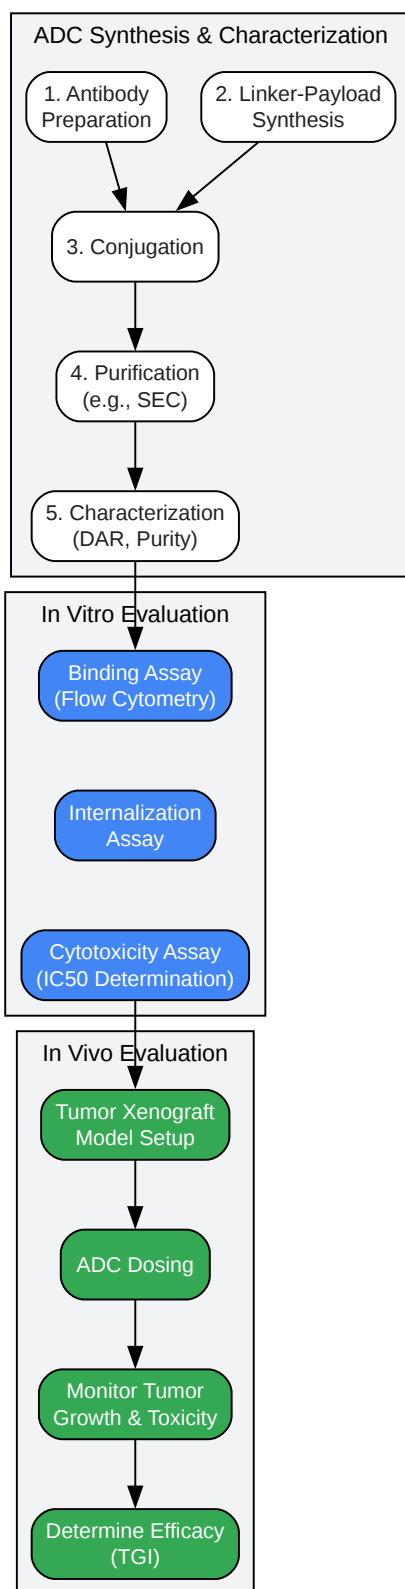 ADC Synthesis & Characterization
1. Antibody
Preparation
2. Linker-Payload
Synthesis
3. Conjugation
4. Purification
(e.g., SEC)
5. Characterization
(DAR, Purity)
In Vitro Evaluation
Binding Assay
(Flow Cytometry)
Internalization
Assay
Cytotoxicity Assay
(IC50 Determination)
In Vivo Evaluation
Tumor Xenograft
Model Setup
ADC Dosing
Monitor Tumor
Growth & Toxicity
Determine Efficacy
(TGI)